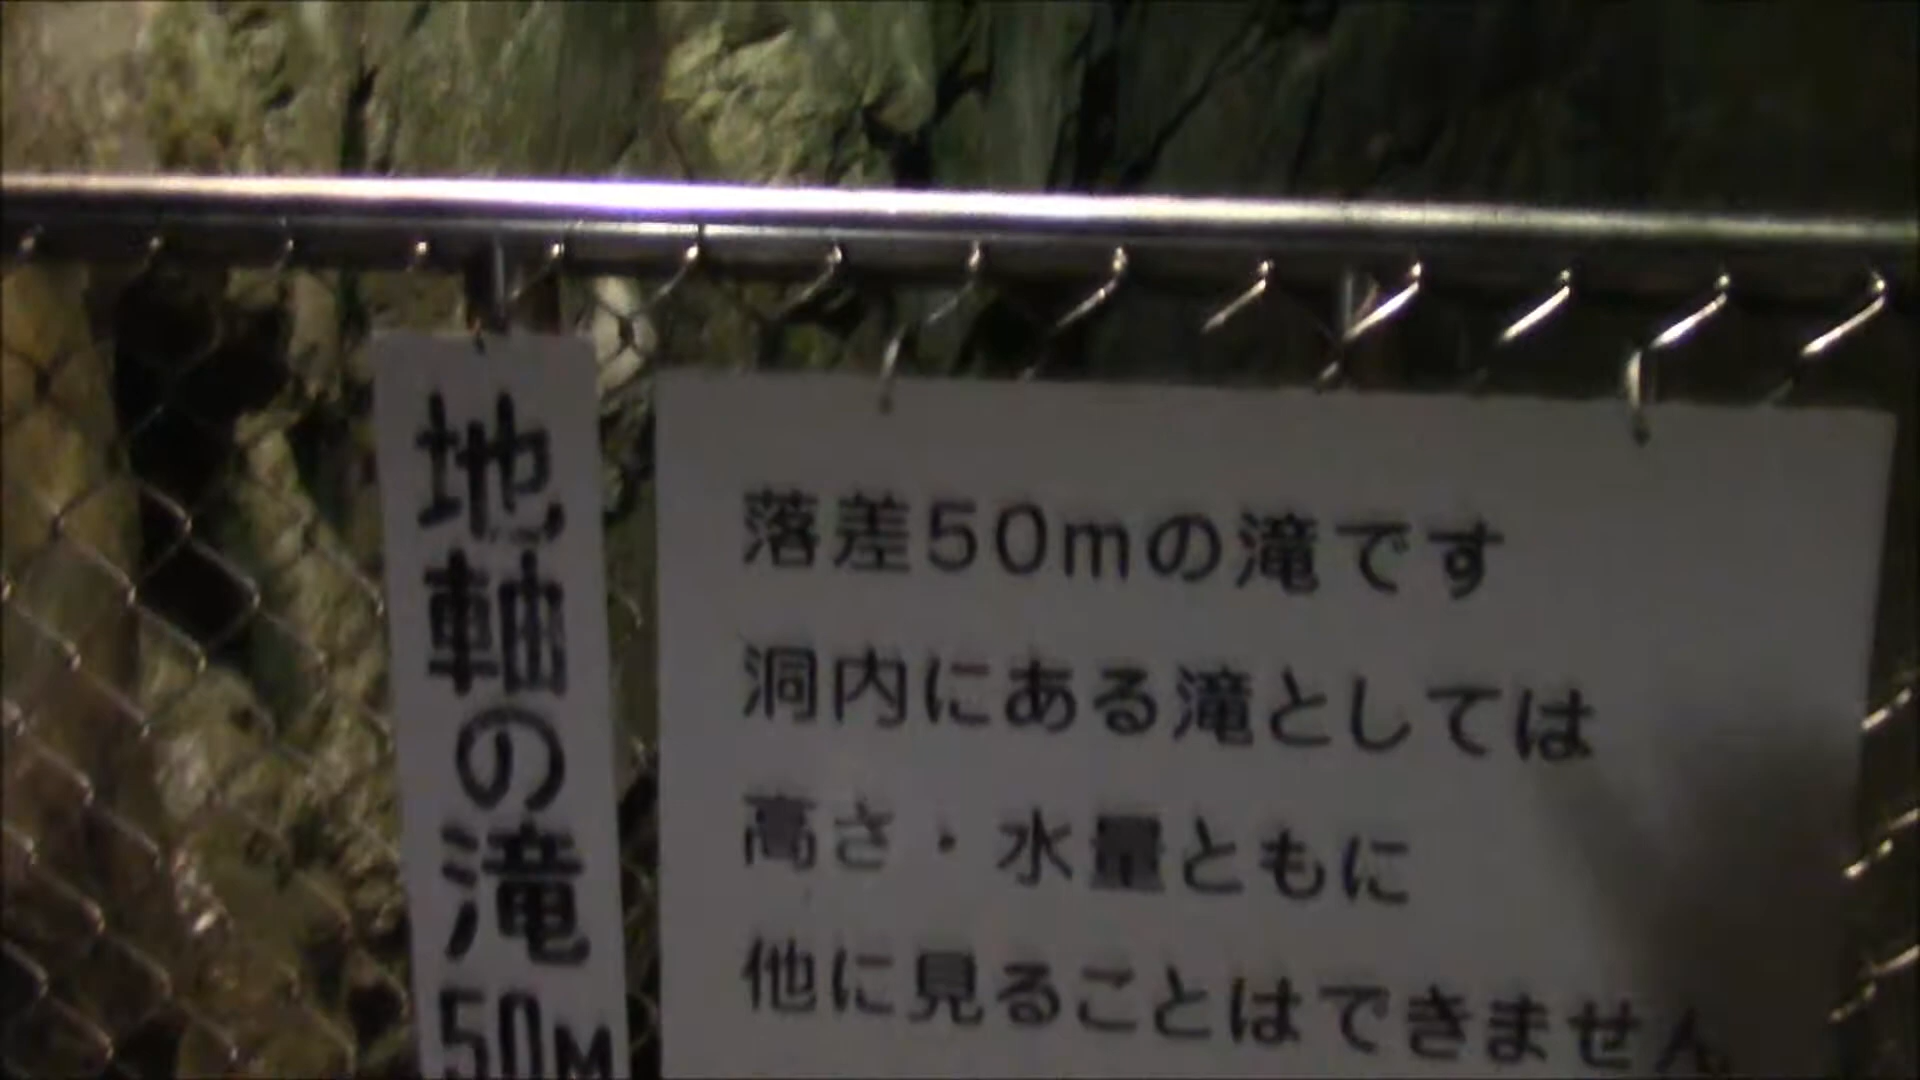 地軸の滝 50M
落差50mの滝です
洞内にある滝としては
高さ・水量ともに
他に見ることはできません